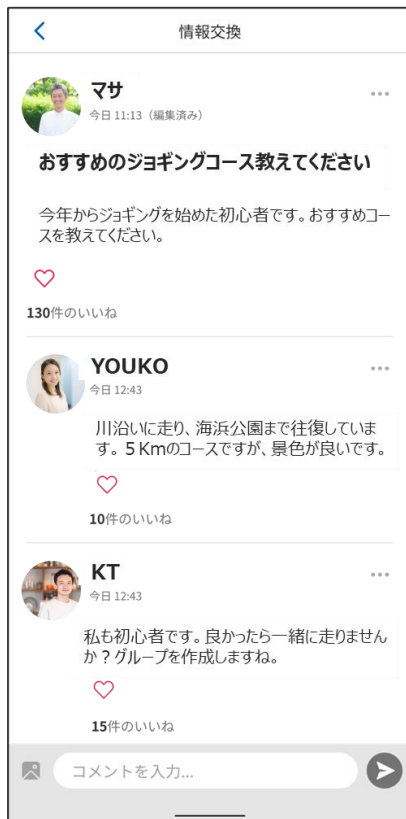 情報交換
マサ
今日 11:13（編集済み）
おすすめのジョギングコース教えてください
今年からジョギングを始めた初心者です。おすすめコー
スを教えてください。
130件のいいね
YOUKO
今日 12:43
川沿いに走り、海浜公園まで往復していま
す。５Kmのコースですが、景色が良いです。
10件のいいね
KT
今日 12:43
私も初心者です。良かったら一緒に走りません
か？グループを作成しますね。
15件のいいね
コメントを入力...